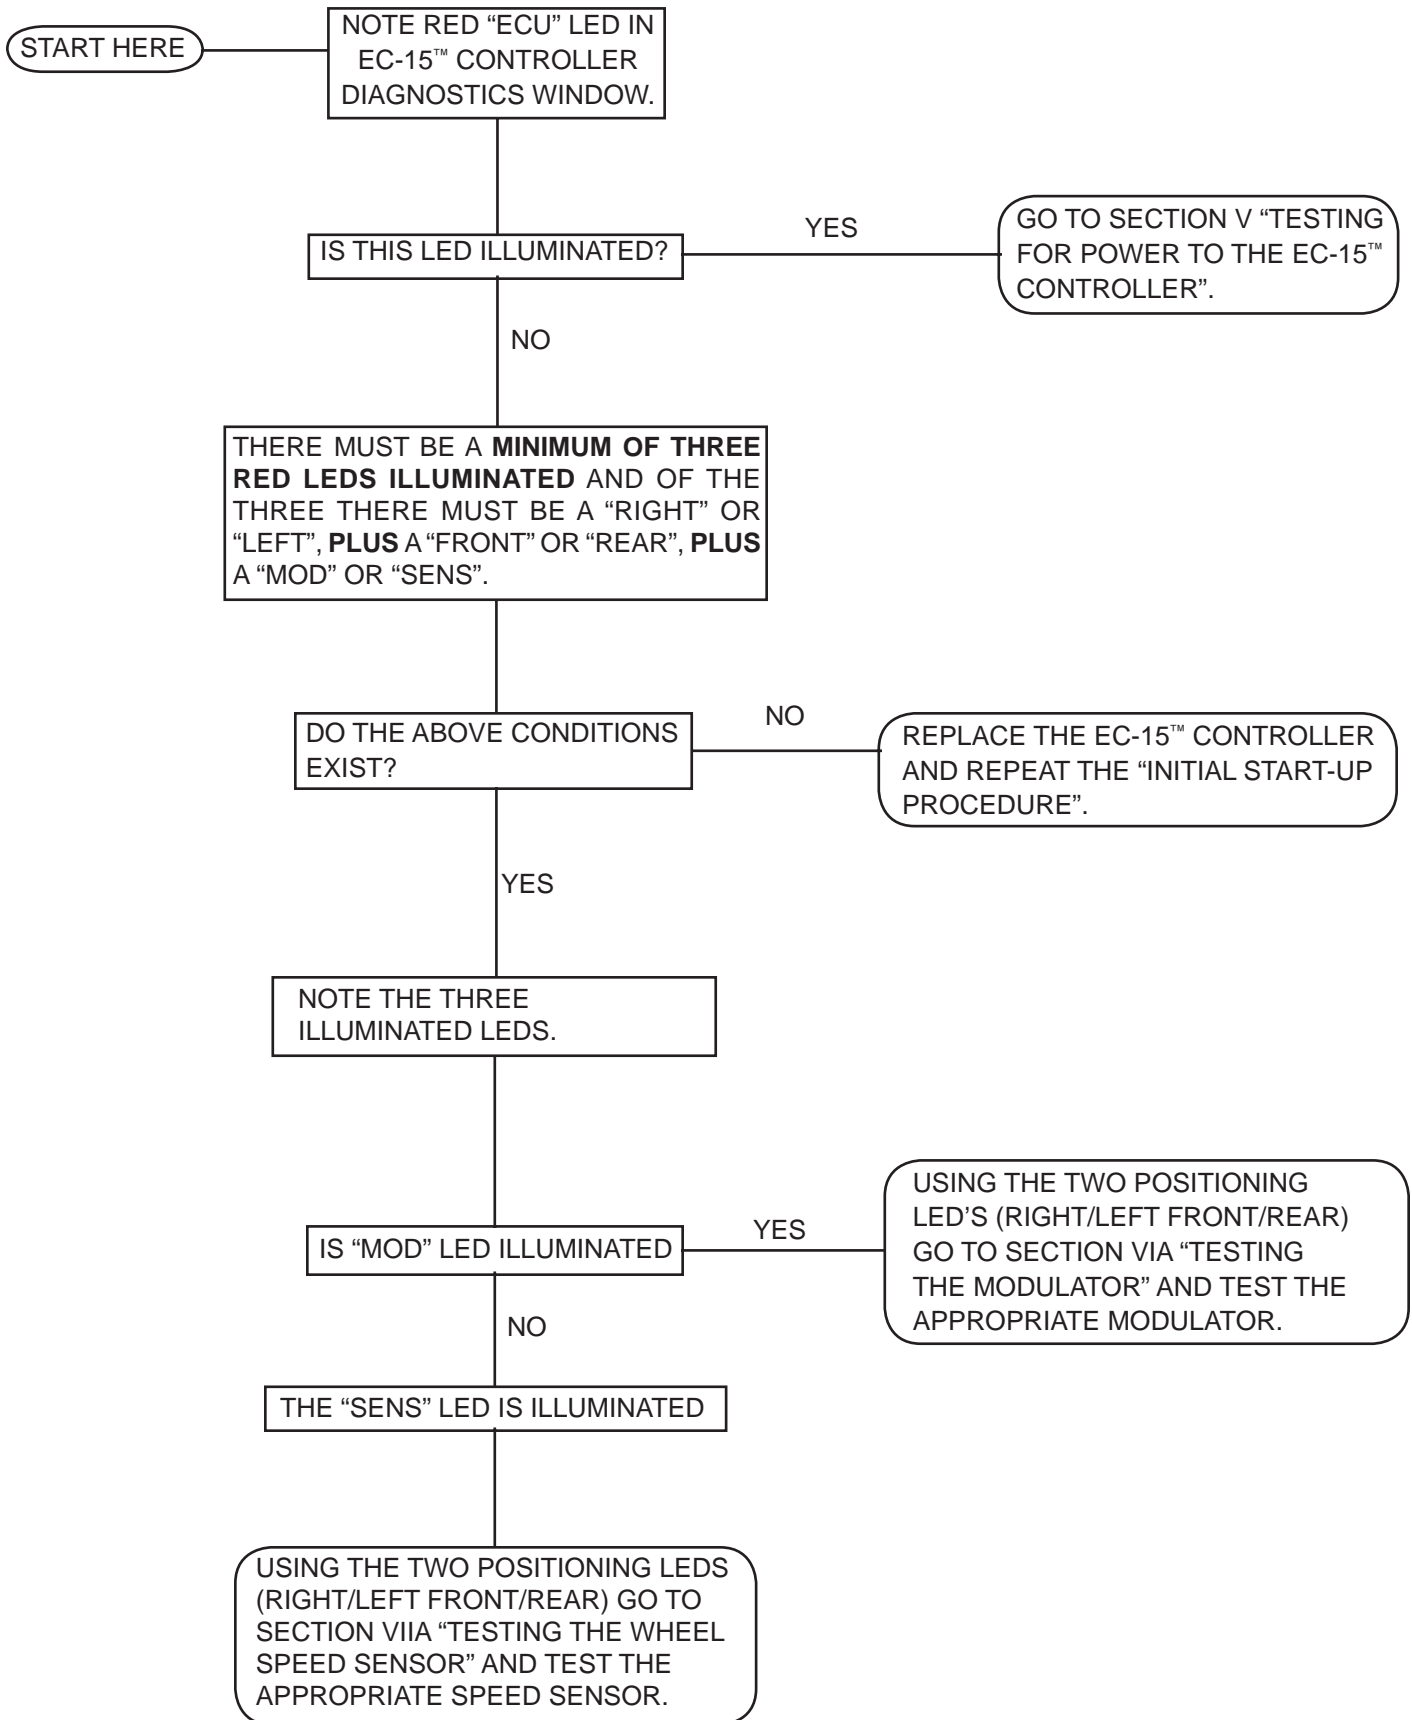 START HERE
NOTE RED “ECU” LED IN
EC-15™ CONTROLLER
DIAGNOSTICS WINDOW.
IS THIS LED ILLUMINATED?
YES
GO TO SECTION V “TESTING
FOR POWER TO THE EC-15™
CONTROLLER”.
NO
THERE MUST BE A MINIMUM OF THREE
RED LEDS ILLUMINATED AND OF THE
THREE THERE MUST BE A “RIGHT” OR
“LEFT”, PLUS A “FRONT” OR “REAR”, PLUS
A “MOD” OR “SENS”.
DO THE ABOVE CONDITIONS
EXIST?
NO
REPLACE THE EC-15™ CONTROLLER
AND REPEAT THE “INITIAL START-UP
PROCEDURE”.
YES
NOTE THE THREE
ILLUMINATED LEDS.
IS “MOD” LED ILLUMINATED
YES
USING THE TWO POSITIONING
LED’S (RIGHT/LEFT FRONT/REAR)
GO TO SECTION VIA “TESTING
THE MODULATOR” AND TEST THE
APPROPRIATE MODULATOR.
NO
THE “SENS” LED IS ILLUMINATED
USING THE TWO POSITIONING LEDS
(RIGHT/LEFT FRONT/REAR) GO TO
SECTION VIIA “TESTING THE WHEEL
SPEED SENSOR” AND TEST THE
APPROPRIATE SPEED SENSOR.